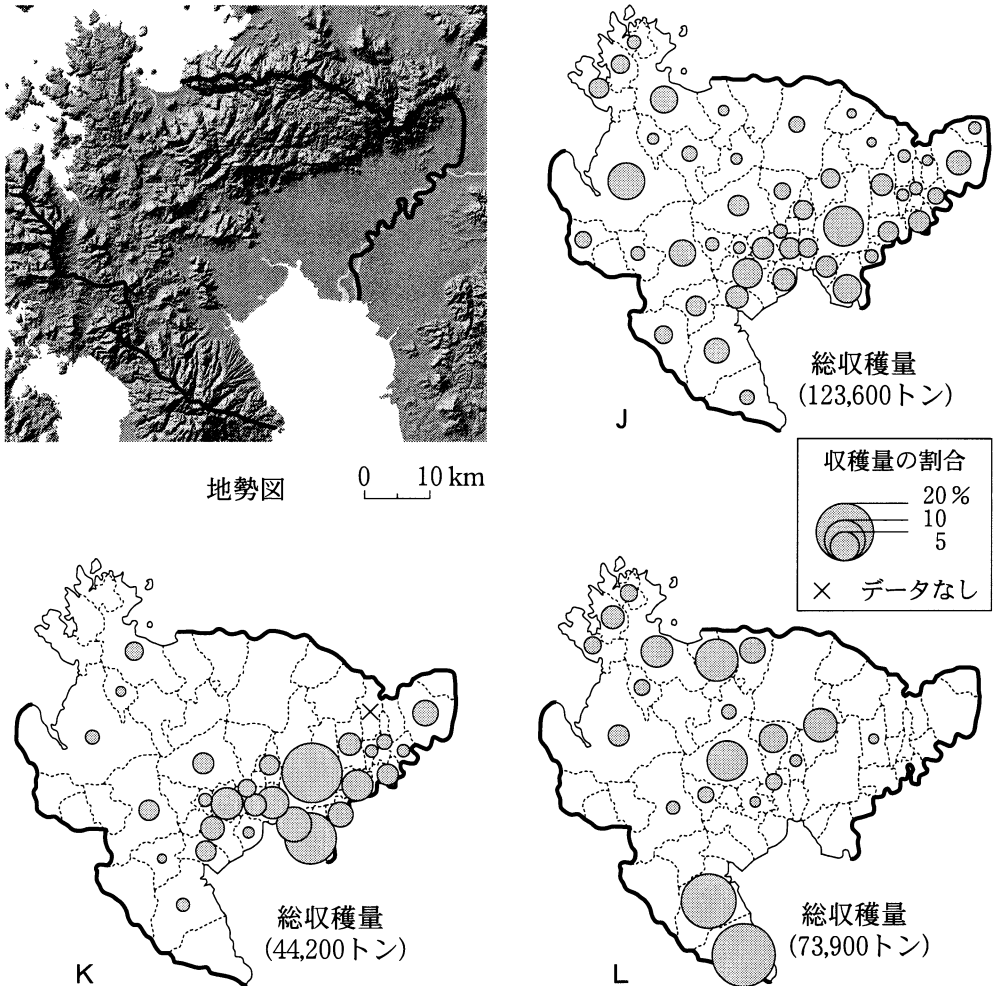 地勢図
0 10 km
総収穫量
(123,600トン)
J
収穫量の割合
20 %
10
5
× データなし
総収穫量
(44,200トン)
K
総収穫量
(73,900トン)
L